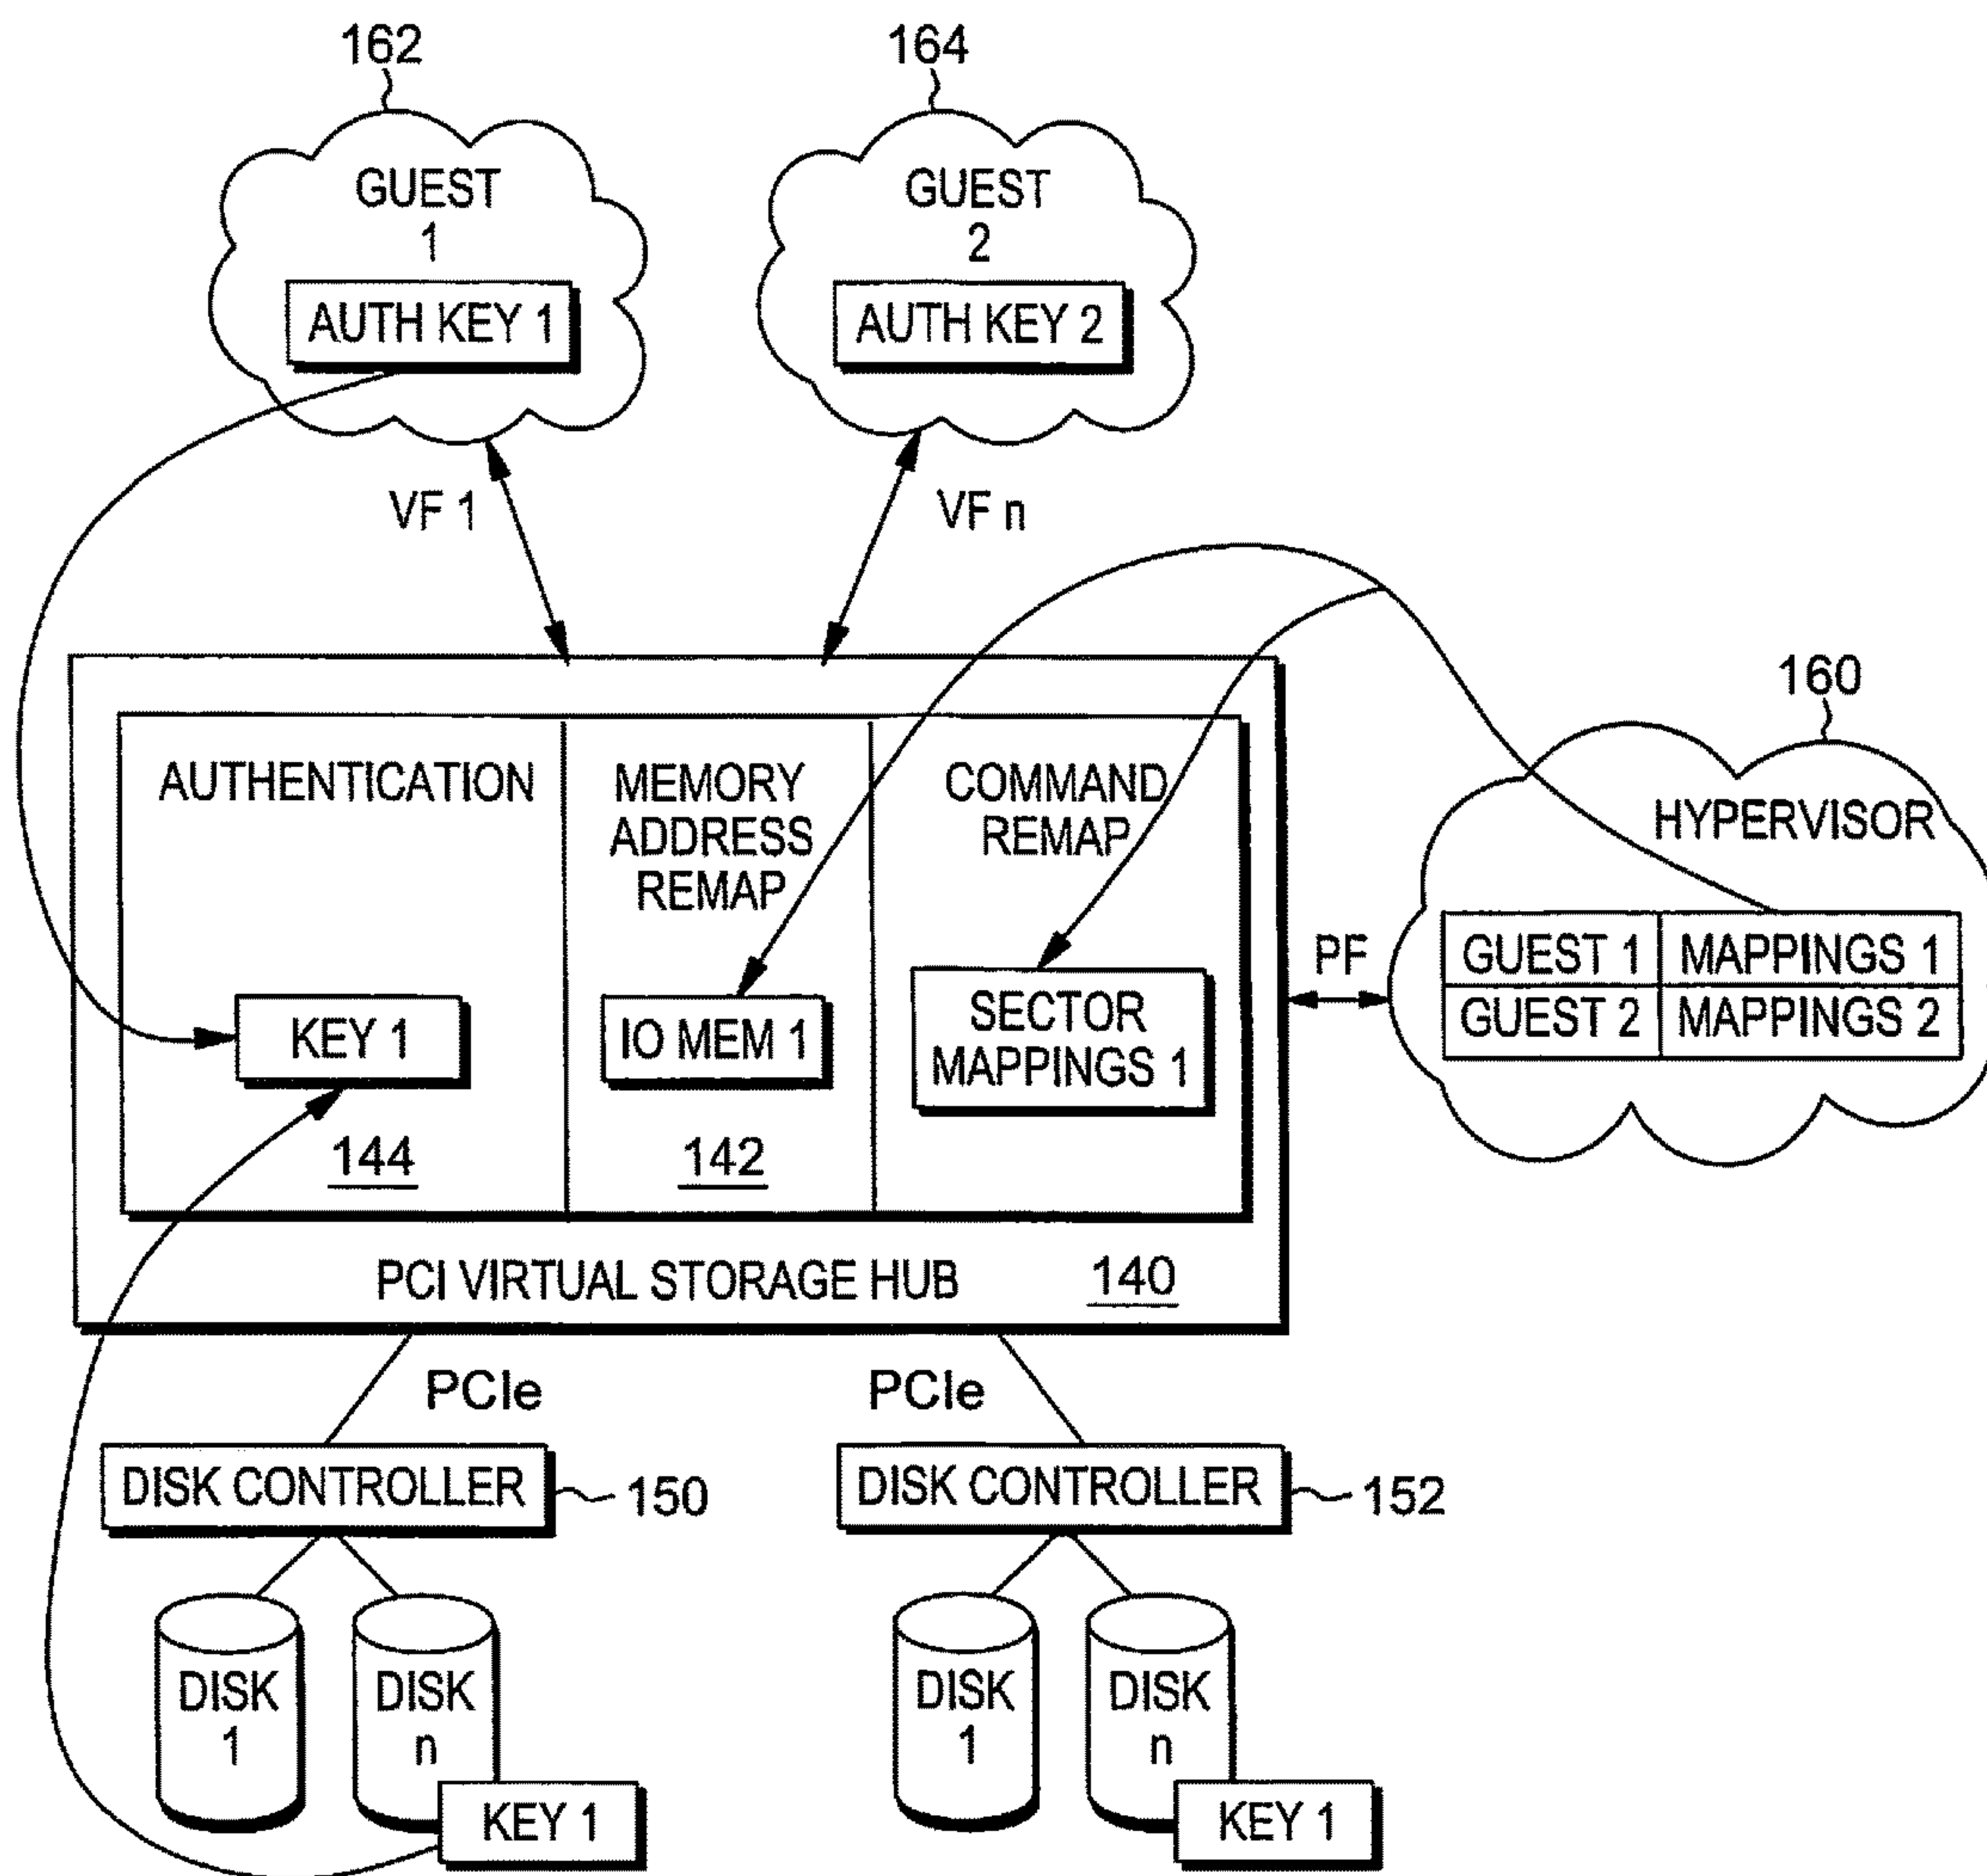 162
164
GUEST
1
AUTH KEY 1
GUEST
2
AUTH KEY 2
VF 1
VF n
160
AUTHENTICATION
MEMORY
ADDRESS
REMAP
COMMAND
REMAP
HYPERVISOR
KEY 1
IO MEM 1
SECTOR
MAPPINGS 1
PF
GUEST 1 MAPPINGS 1
GUEST 2 MAPPINGS 2
144
142
PCI VIRTUAL STORAGE HUB 140
PCIe
PCIe
DISK CONTROLLER
150
DISK CONTROLLER
152
DISK
1
DISK
n
KEY 1
DISK
1
DISK
n
KEY 1